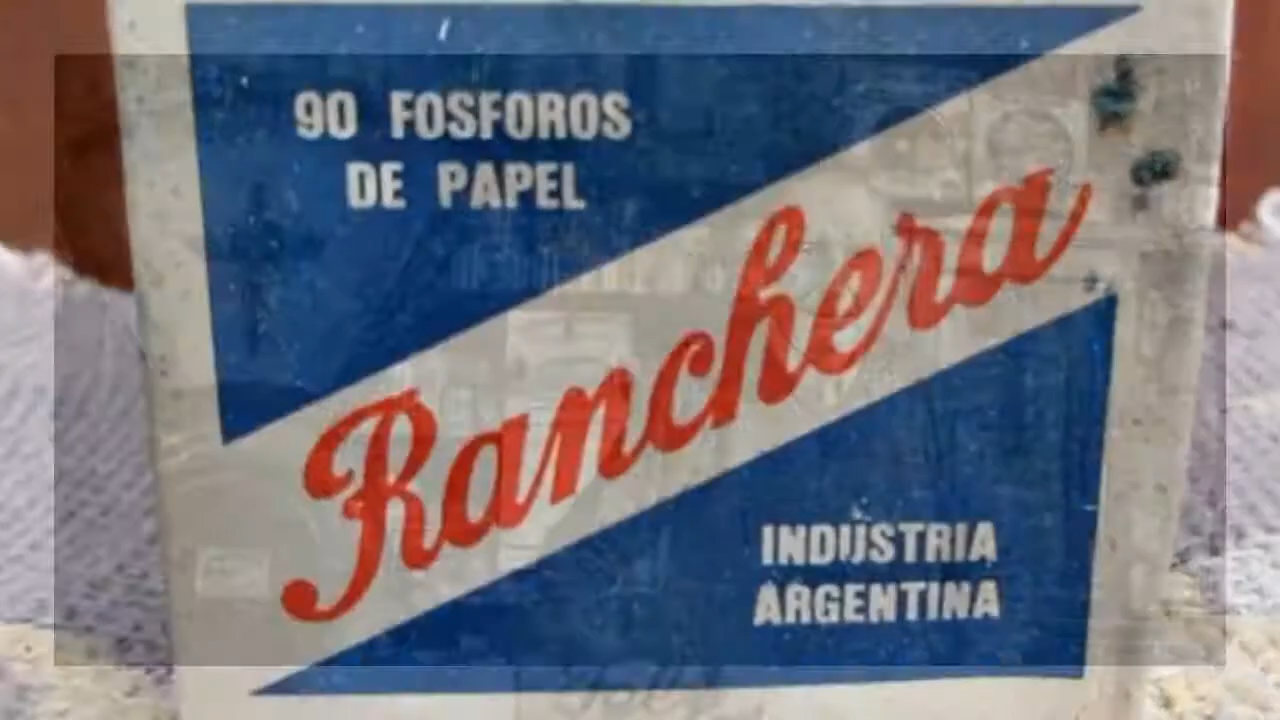 90 FOSFOROS
DE PAPEL
Ranchera
INDUSTRIA
ARGENTINA